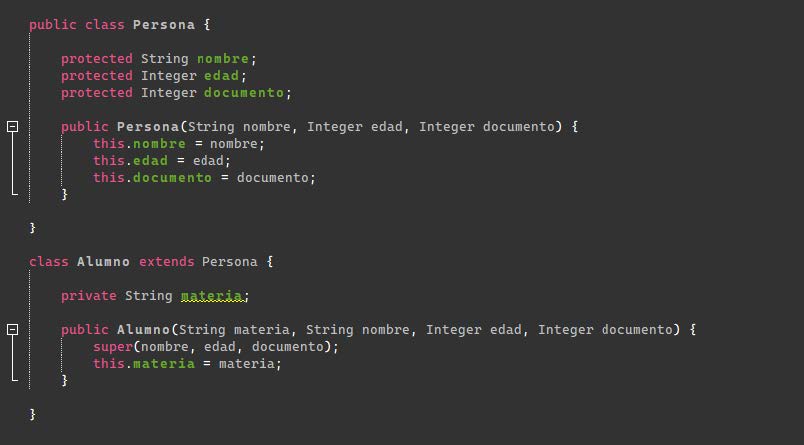 public class Persona {
protected String nombre;
protected Integer edad;
protected Integer documento;
public Persona(String nombre, Integer edad, Integer documento) {
this.nombre = nombre;
this.edad = edad;
this.documento = documento;
}
}
class Alumno extends Persona {
private String materia;
public Alumno(String materia, String nombre, Integer edad, Integer documento) {
super(nombre, edad, documento);
this.materia = materia;
}
}